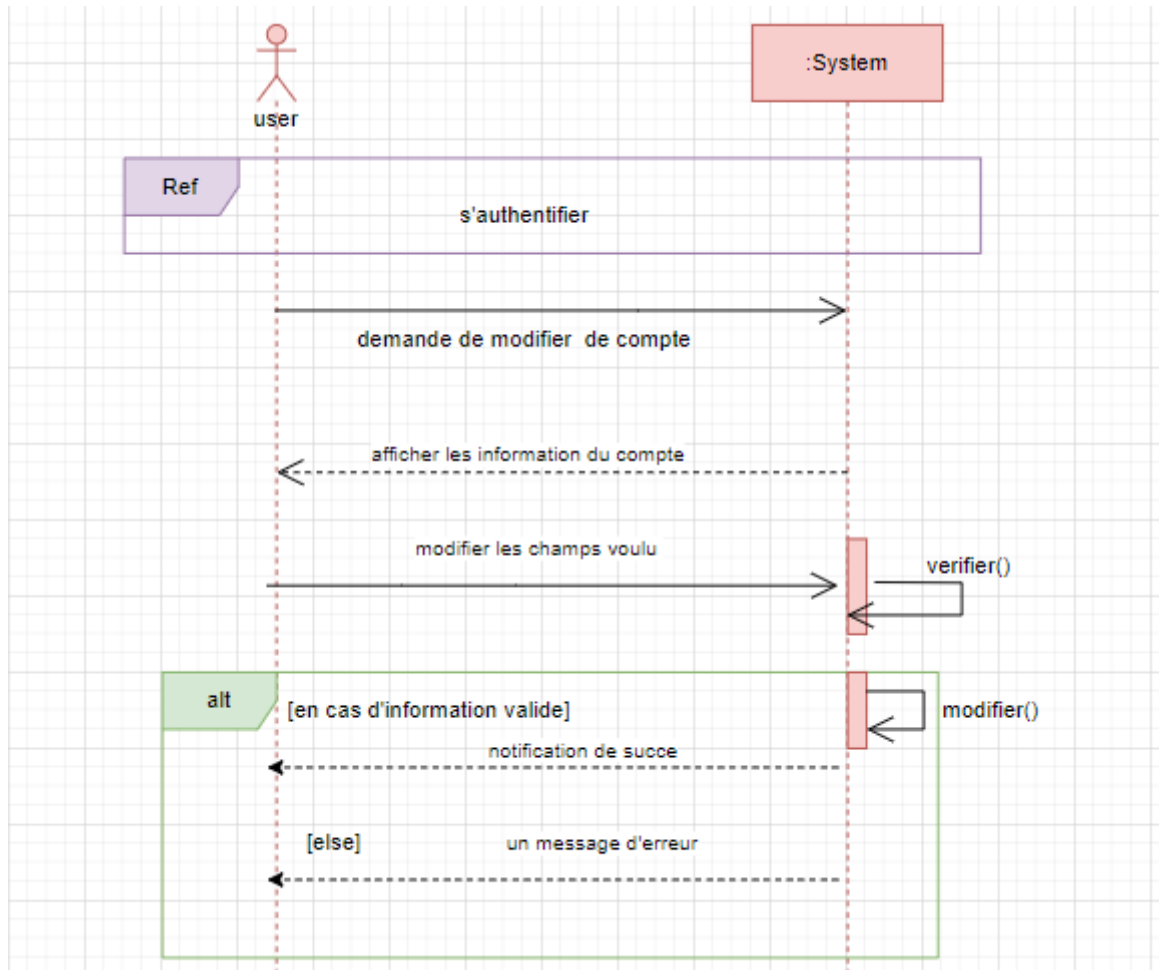 :System
user
Ref
s'authentifier
demande de modifier de compte
afficher les information du compte
modifier les champs voulu
verifier()
alt
[en cas d'information valide]
modifier()
notification de succe
[else]
un message d'erreur